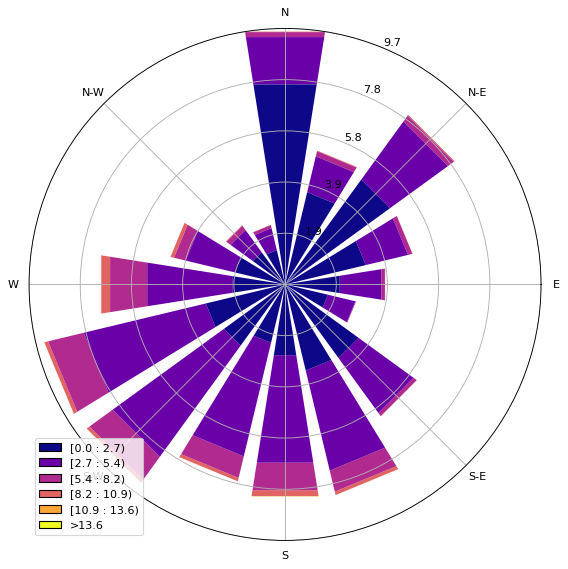 N
9.7
N-W
7.8
N-E
5.8
3.9
1.9
W
E
S-W
S-E
[0.0 : 2.7)
[2.7 : 5.4)
[5.4 : 8.2)
[8.2 : 10.9)
[10.9 : 13.6)
>13.6
S